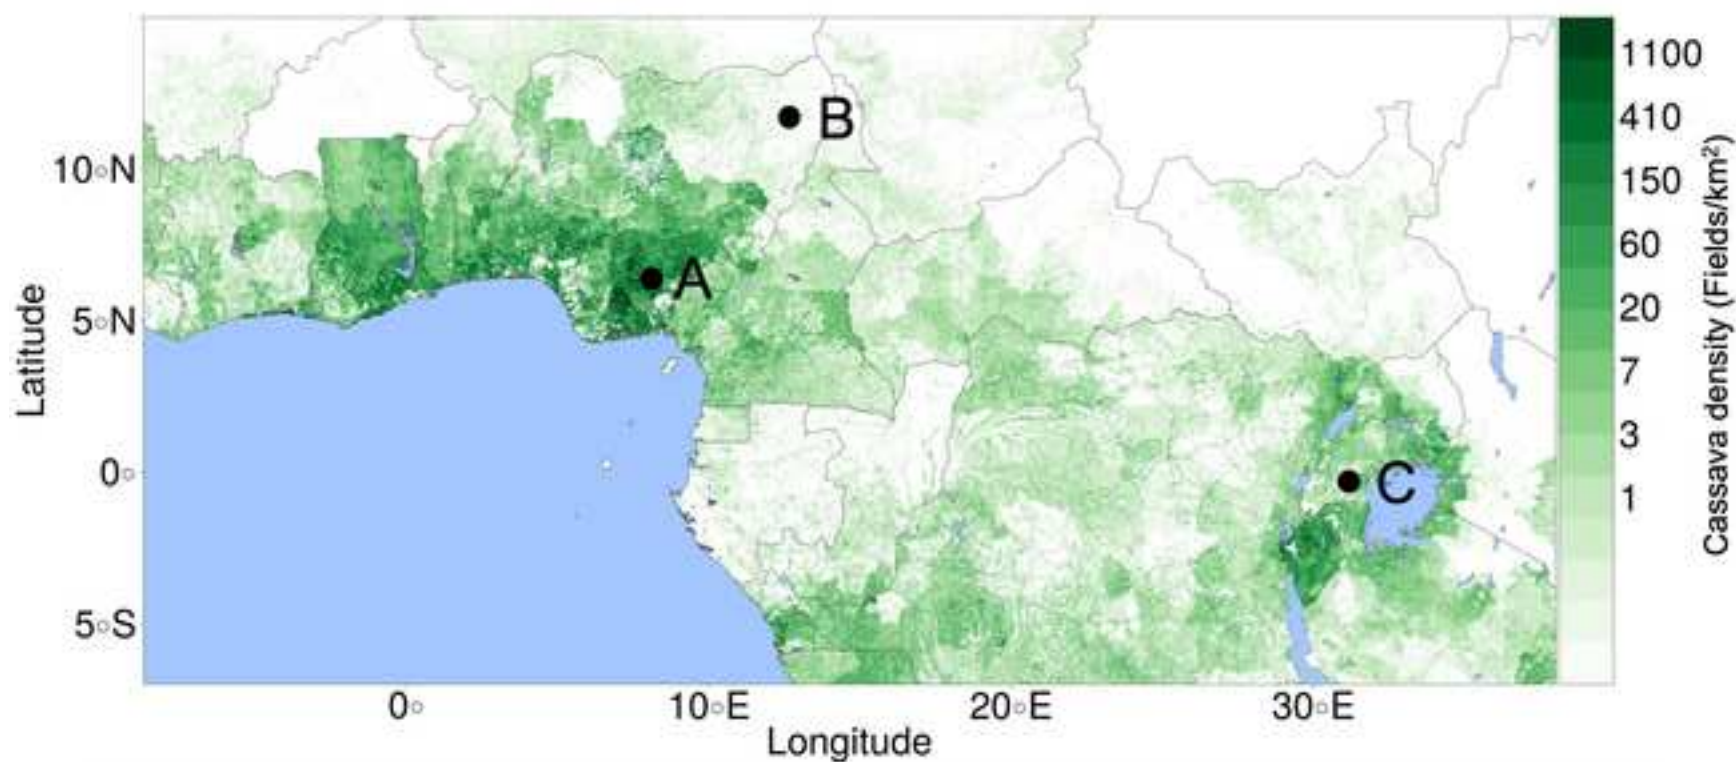 10◦N
5◦N
0◦
5◦S
Latitude
0◦
10◦E
20◦E
30◦E
Longitude
A
B
C
1100
410
150
60
20
7
3
1
Cassava density (Fields/km²)